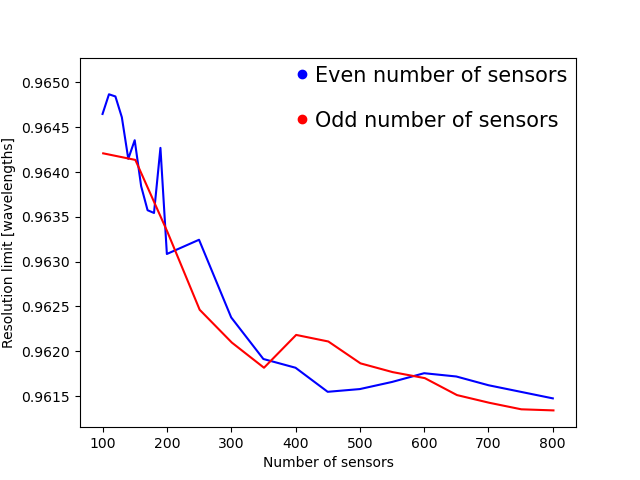 Even number of sensors
Odd number of sensors
0.9650
0.9645
0.9640
0.9635
0.9630
0.9625
0.9620
0.9615
Resolution limit [wavelengths]
100 200 300 400 500 600 700 800
Number of sensors